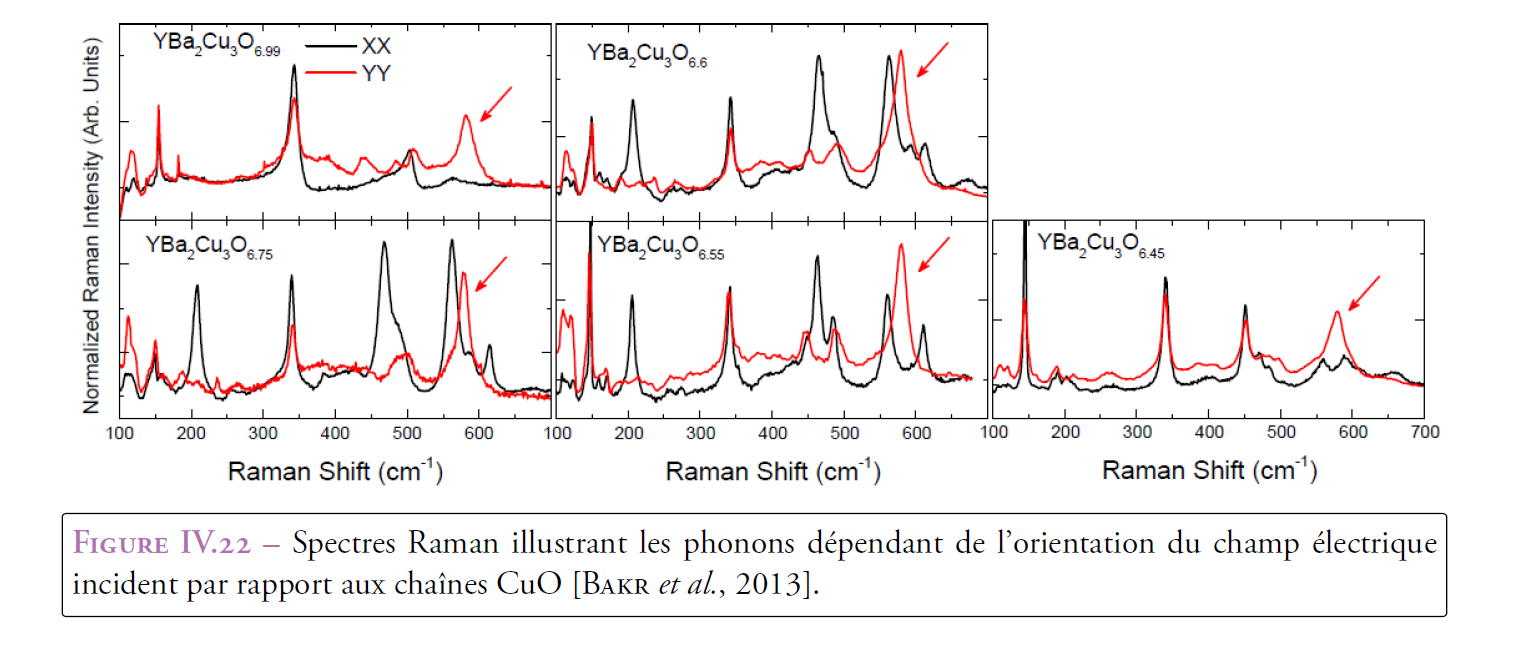 Normalized Raman Intensity (Arb. Units)
YBa2Cu3O6.99
XX
YY
YBa2Cu3O6.6
YBa2Cu3O6.75
YBa2Cu3O6.55
YBa2Cu3O6.45
100 200 300 400 500 600 100 200 300 400 500 600 100 200 300 400 500 600 700
Raman Shift (cm-1) Raman Shift (cm-1) Raman Shift (cm-1)
FIGURE IV.22 – Spectres Raman illustrant les phonons dépendant de l'orientation du champ électrique
incident par rapport aux chaînes CuO [BAKR et al., 2013].